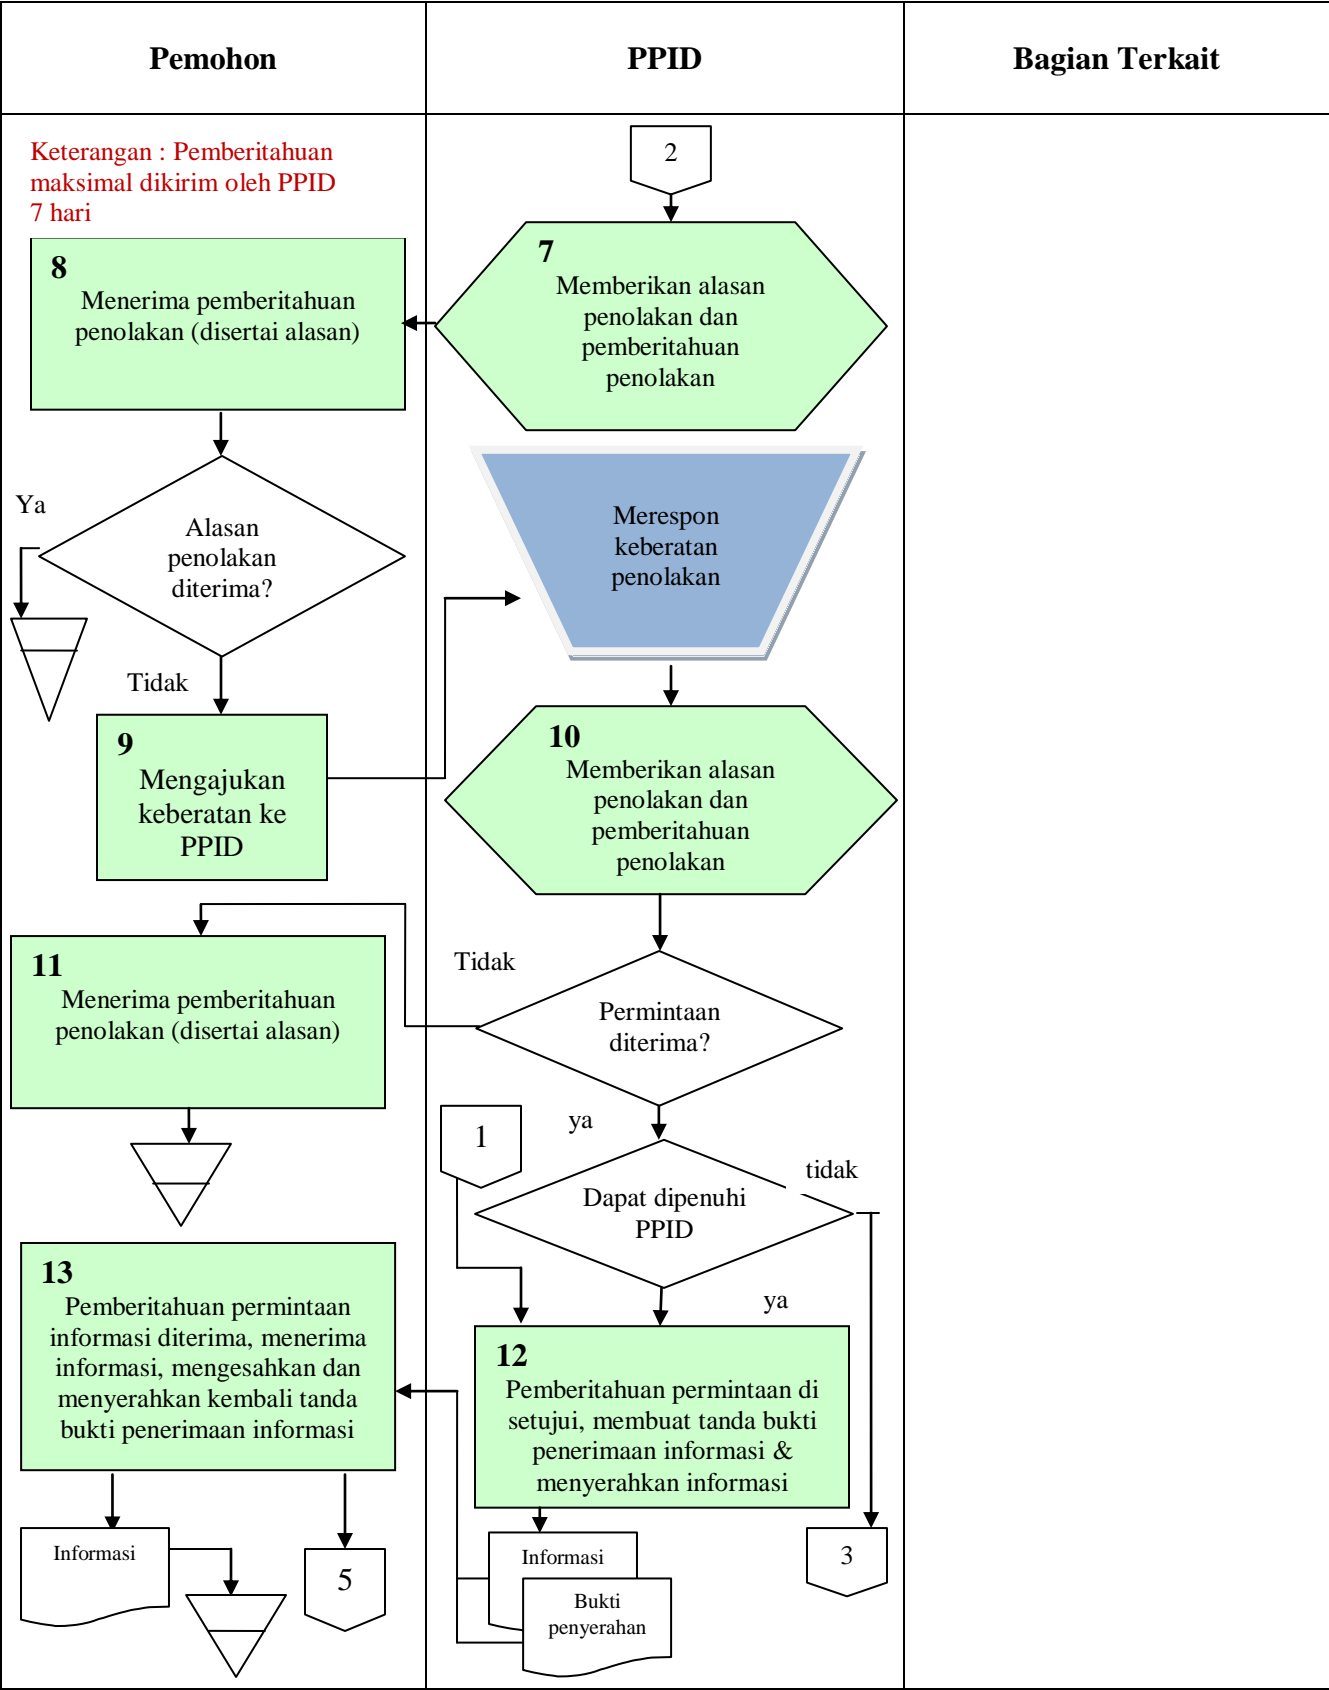 Pemohon
PPID
Bagian Terkait
Keterangan : Pemberitahuan
maksimal dikirim oleh PPID
7 hari
2
7
Memberikan alasan
penolakan dan
pemberitahuan
penolakan
8
Menerima pemberitahuan
penolakan (disertai alasan)
Ya
Alasan
penolakan
diterima?
Tidak
Merespon
keberatan
penolakan
9
Mengajukan
keberatan ke
PPID
10
Memberikan alasan
penolakan dan
pemberitahuan
penolakan
11
Menerima pemberitahuan
penolakan (disertai alasan)
Tidak
Permintaan
diterima?
ya
1
tidak
Dapat dipenuhi
PPID
ya
13
Pemberitahuan permintaan
informasi diterima, menerima
informasi, mengesahkan dan
menyerahkan kembali tanda
bukti penerimaan informasi
12
Pemberitahuan permintaan di
setujui, membuat tanda bukti
penerimaan informasi &
menyerahkan informasi
Informasi
5
Informasi
Bukti
penyerahan
3